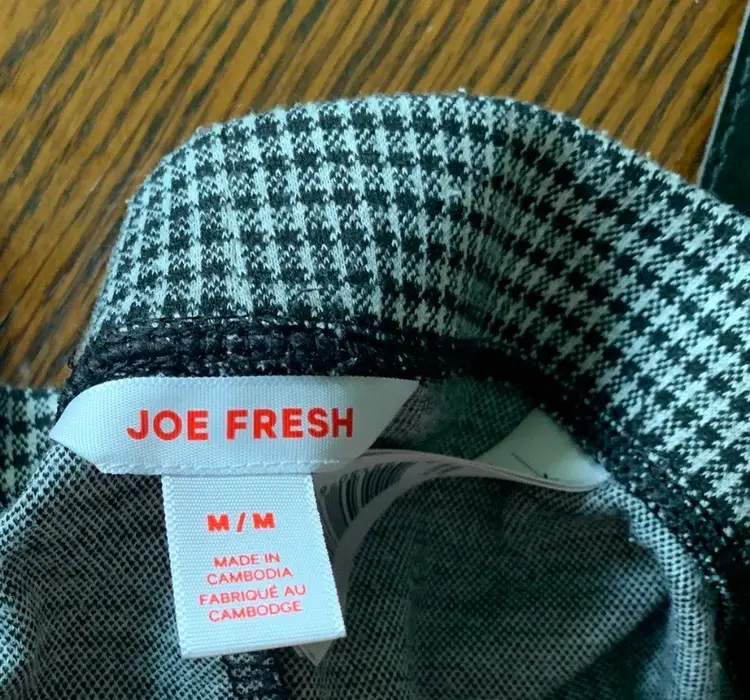 JOE FRESH
M/M
MADE IN
CAMBODIA
FABRIQUÉ AU
CAMBODGE